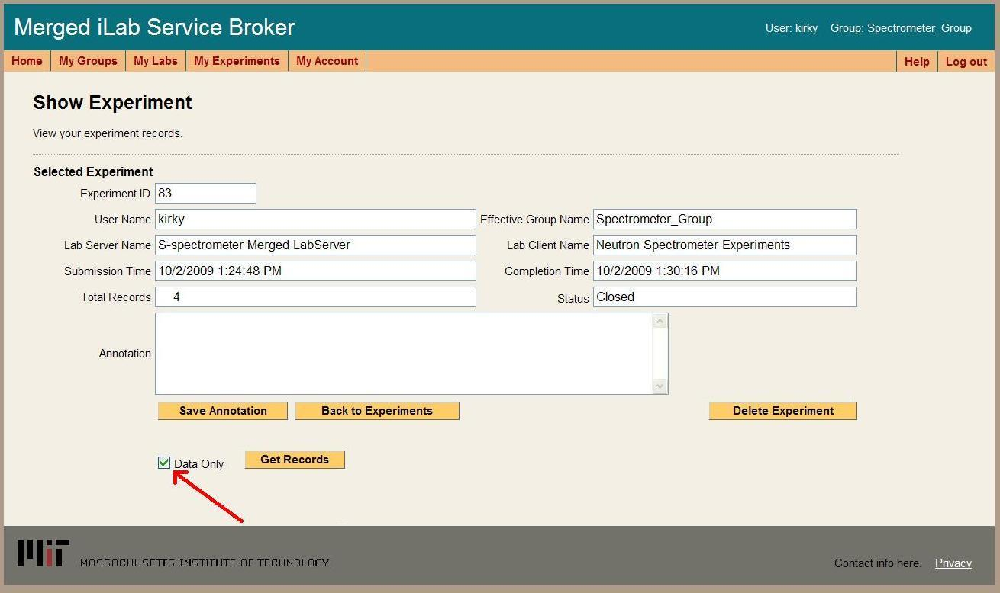 Merged iLab Service Broker
User: kirky Group: Spectrometer_Group
Home My Groups My Labs My Experiments My Account Help Log out
Show Experiment
View your experiment records.
Selected Experiment
Experiment ID 83
User Name kirky Effective Group Name Spectrometer_Group
Lab Server Name S-spectrometer Merged LabServer Lab Client Name Neutron Spectrometer Experiments
Submission Time 10/2/2009 1:24:48 PM Completion Time 10/2/2009 1:30:16 PM
Total Records 4 Status Closed
Annotation
Save Annotation Back to Experiments Delete Experiment
Data Only Get Records
MIT MASSACHUSETTS INSTITUTE OF TECHNOLOGY
Contact info here. Privacy